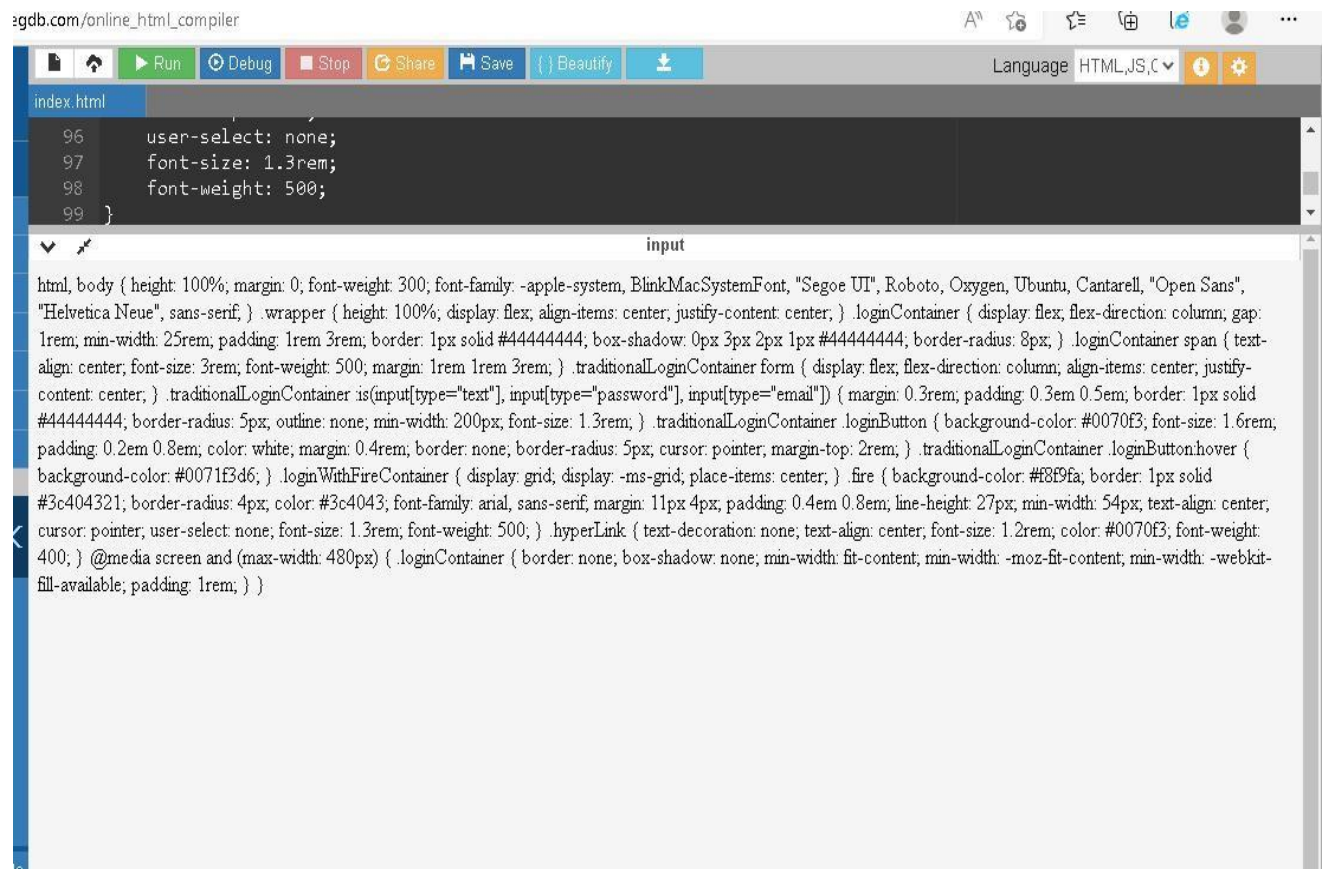 egdb.com/online_html_compiler
Run Debug Stop Share Save { } Beautify Language HTML,JS,C
index.html
96 user-select: none;
97 font-size: 1.3rem;
98 font-weight: 500;
99 }
input
html, body { height: 100%; margin: 0; font-weight: 300; font-family: -apple-system, BlinkMacSystemFont, "Segoe UI", Roboto, Oxygen, Ubuntu, Cantarell, "Open Sans",
"Helvetica Neue", sans-serif; } .wrapper { height: 100%; display: flex; align-items: center; justify-content: center; } .loginContainer { display: flex; flex-direction: column; gap:
1rem; min-width: 25rem; padding: 1rem 3rem; border: 1px solid #44444444; box-shadow: 0px 3px 2px 1px #44444444; border-radius: 8px; } .loginContainer span { text-
align: center; font-size: 3rem; font-weight: 500; margin: 1rem 1rem 3rem; } .traditionalLoginContainer form { display: flex; flex-direction: column; align-items: center; justify-
content: center; } .traditionalLoginContainer :is(input[type="text"], input[type="password"], input[type="email"]) { margin: 0.3rem; padding: 0.3em 0.5em; border: 1px solid
#44444444; border-radius: 5px; outline: none; min-width: 200px; font-size: 1.3rem; } .traditionalLoginContainer .loginButton { background-color: #0070f3; font-size: 1.6rem;
padding: 0.2em 0.8em; color: white; margin: 0.4rem; border: none; border-radius: 5px; cursor: pointer; margin-top: 2rem; } .traditionalLoginContainer .loginButton:hover {
background-color: #0071f3d6; } .loginWithFireContainer { display: grid; display: -ms-grid; place-items: center; } .fire { background-color: #f8f9fa; border: 1px solid
#3c404321; border-radius: 4px; color: #3c4043; font-family: arial, sans-serif; margin: 11px 4px; padding: 0.4em 0.8em; line-height: 27px; min-width: 54px; text-align: center;
cursor: pointer; user-select: none; font-size: 1.3rem; font-weight: 500; } .hyperLink { text-decoration: none; text-align: center; font-size: 1.2rem; color: #0070f3; font-weight:
400; } @media screen and (max-width: 480px) { .loginContainer { border: none; box-shadow: none; min-width: fit-content; min-width: -moz-fit-content; min-width: -webkit-
fill-available; padding: 1rem; } }